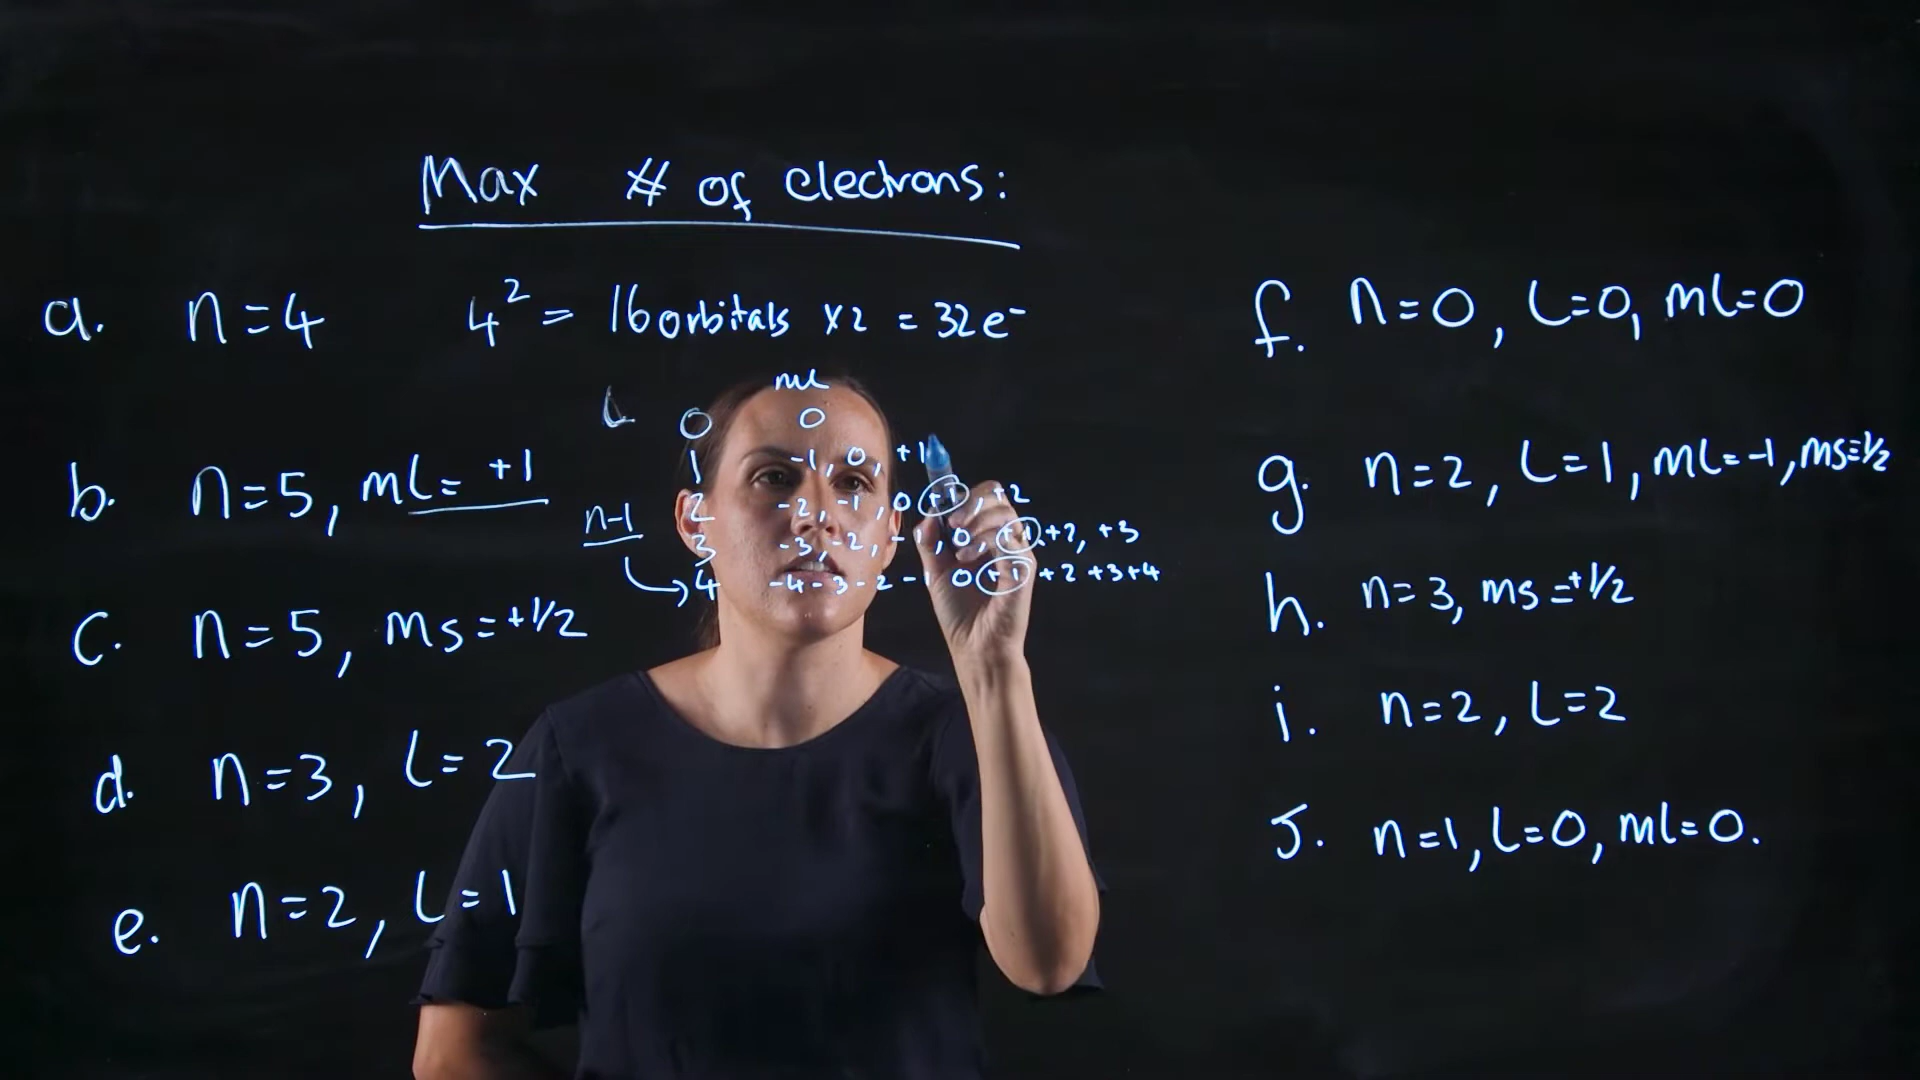 Max # of electrons:
a. n=4 4² = 16 orbitals x2 = 32e⁻
b. n=5, ml= +1
c. n=5, ms=+1/2
d. n=3, l=2
e. n=2, l=1
L ml
0 0
1 -1, 0, +1
2 -2, -1, 0 +1, +2
3 -3, -2, -1, 0, +1, +2, +3
4 -4 -3 -2 -1 0 +1 +2 +3 +4
n-1
f. n=0, l=0, ml=0
g. n=2, l=1, ml=-1, ms=1/2
h. n=3, ms=+1/2
i. n=2, l=2
J. n=1, l=0, ml=0.